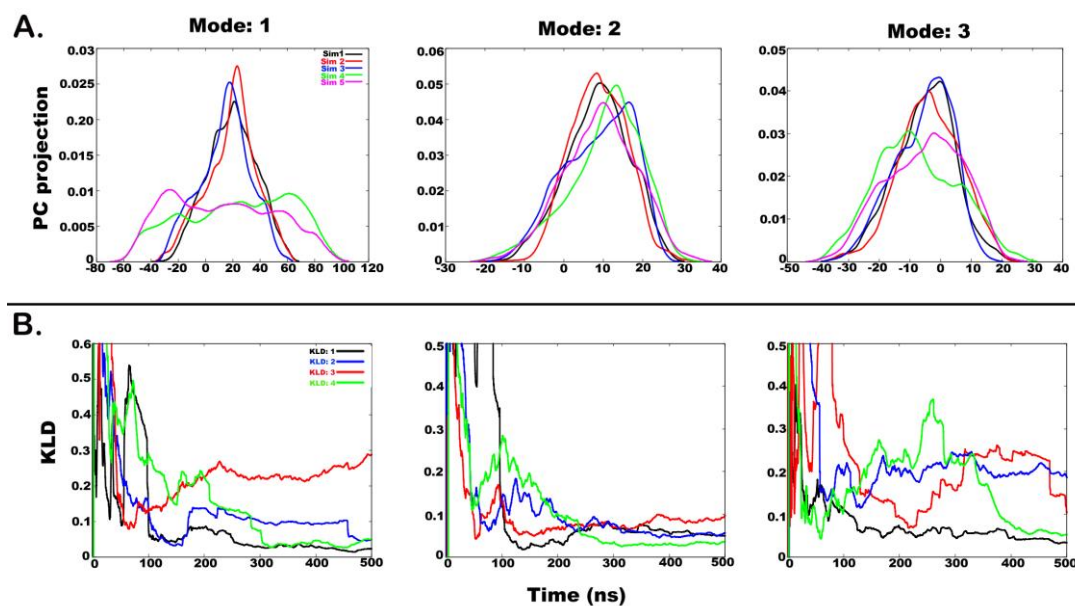 A.
Mode: 1
Mode: 2
Mode: 3
PC projection
0.03
0.25
0.20
0.15
0.01
0.005
0
Sim1
Sim 2
Sim 3
Sim 4
Sim 5
-80 -60 -40 -20 0 20 40 60 80 100 120
0.06
0.05
0.04
0.03
0.02
0.01
0
-30 -20 -10 0 10 20 30 40
0.05
0.04
0.03
0.02
0.01
0
-50 -40 -30 -20 -10 0 10 20 30 40
B.
KLD
0.6
0.5
0.4
0.3
0.2
0.1
0
KLD: 1
KLD: 2
KLD: 3
KLD: 4
0 100 200 300 400 500
0.5
0.4
0.3
0.2
0.1
0
0 100 200 300 400 500
0.5
0.4
0.3
0.2
0.1
0
0 100 200 300 400 500
Time (ns)